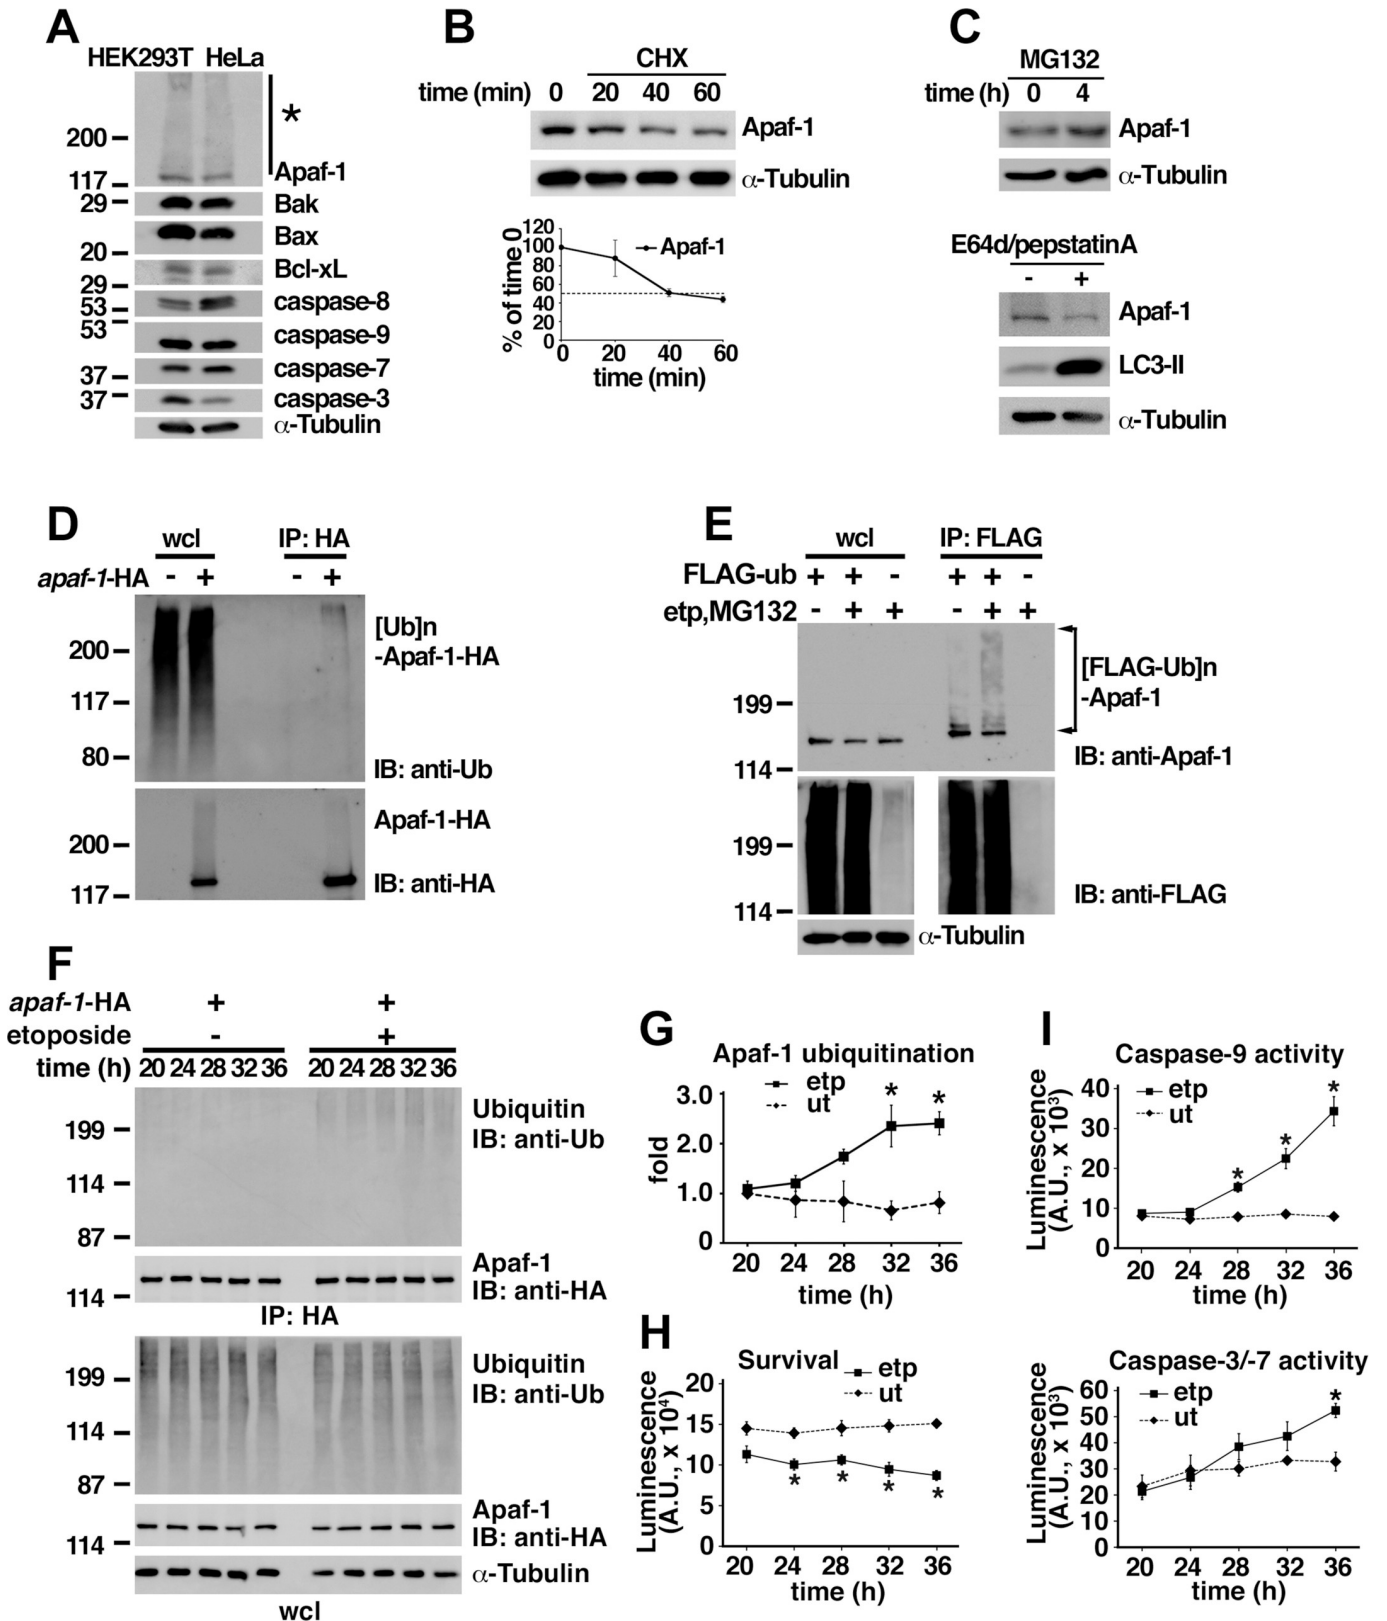 A
HEK293T HeLa
*
200
117
29
20
29
53
53
37
37
Apaf-1
Bak
Bax
Bcl-xL
caspase-8
caspase-9
caspase-7
caspase-3
α-Tubulin
B
CHX
time (min) 0 20 40 60
Apaf-1
α-Tubulin
% of time 0
120
100
80
60
40
20
0
Apaf-1
0 20 40 60
time (min)
C
MG132
time (h) 0 4
Apaf-1
α-Tubulin
E64d/pepstatinA
- +
Apaf-1
LC3-II
α-Tubulin
D
wcl IP: HA
apaf-1-HA - + - +
200
117
80
[Ub]n
-Apaf-1-HA
IB: anti-Ub
200
117
Apaf-1-HA
IB: anti-HA
E
wcl IP: FLAG
FLAG-ub + + - + + -
etp,MG132 - + + - + +
199
114
[FLAG-Ub]n
-Apaf-1
IB: anti-Apaf-1
199
114
IB: anti-FLAG
α-Tubulin
F
apaf-1-HA + +
etoposide - +
time (h) 20 24 28 32 36 20 24 28 32 36
199
114
87
Ubiquitin
IB: anti-Ub
114
Apaf-1
IB: anti-HA
IP: HA
199
114
87
Ubiquitin
IB: anti-Ub
114
Apaf-1
IB: anti-HA
α-Tubulin
wcl
G
Apaf-1 ubiquitination
etp
ut
fold
3.0
2.0
1.0
0
* *
20 24 28 32 36
time (h)
H
Survival
etp
ut
Luminescence
(A.U., x 10⁴)
20
15
10
5
0
* * * *
20 24 28 32 36
time (h)
I
Caspase-9 activity
etp
ut
Luminescence
(A.U., x 10³)
40
30
20
10
0
* * *
20 24 28 32 36
time (h)
Caspase-3/-7 activity
etp
ut
Luminescence
(A.U., x 10³)
60
50
40
30
20
10
0
*
20 24 28 32 36
time (h)